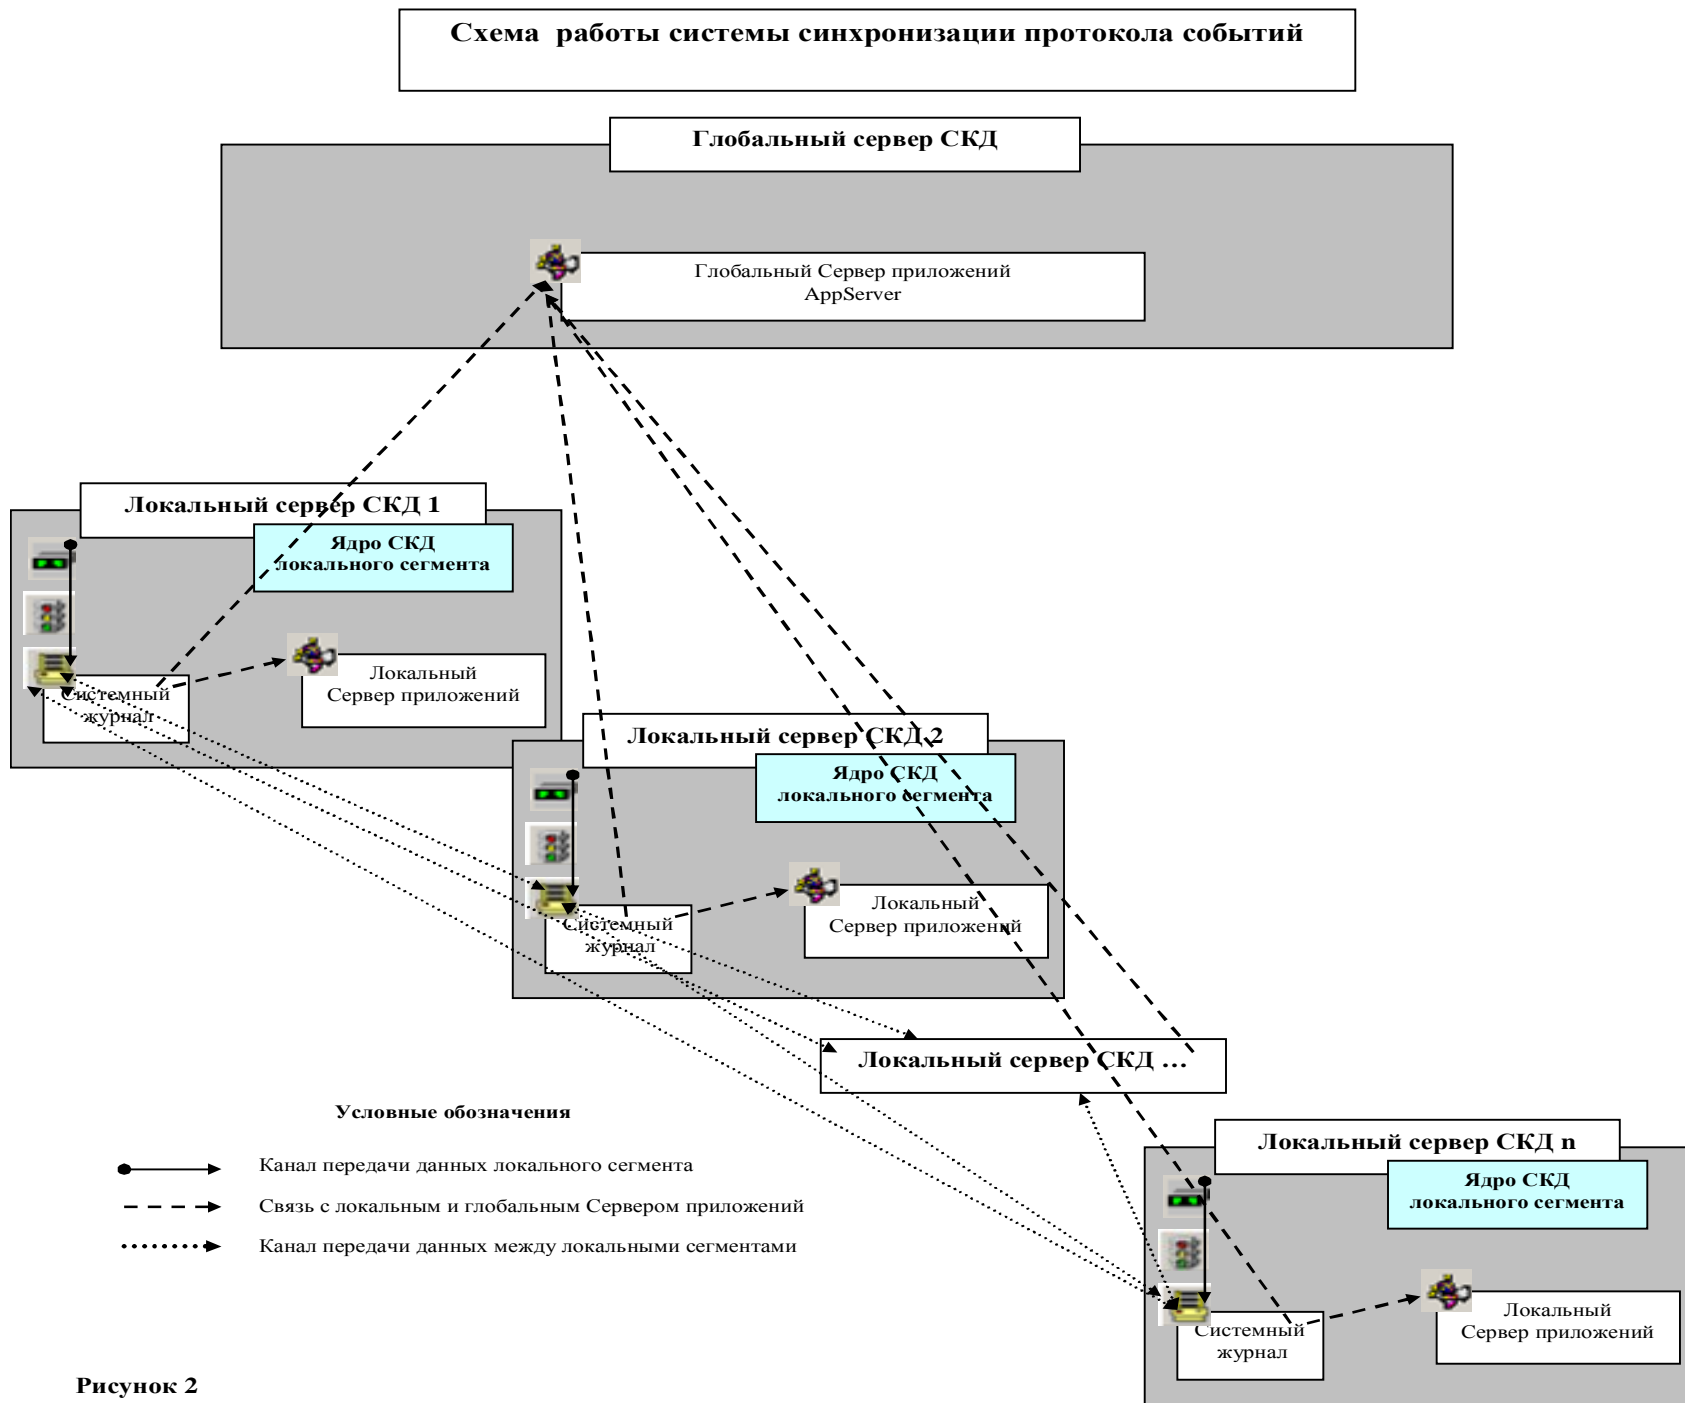 Схема работы системы синхронизации протокола событий
Глобальный сервер СКД
Глобальный Сервер приложений
AppServer
Локальный сервер СКД 1
Ядро СКД
локального сегмента
Локальный
Сервер приложений
Системный
журнал
Локальный сервер СКД 2
Ядро СКД
локального сегмента
Локальный
Сервер приложений
Системный
журнал
Локальный сервер СКД ...
Условные обозначения
Канал передачи данных локального сегмента
Связь с локальным и глобальным Сервером приложений
Канал передачи данных между локальными сегментами
Локальный сервер СКД n
Ядро СКД
локального сегмента
Локальный
Сервер приложений
Системный
журнал
Рисунок 2